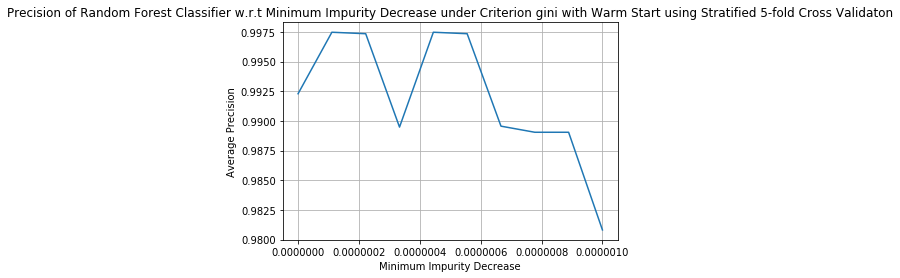 Precision of Random Forest Classifier w.r.t Minimum Impurity Decrease under Criterion gini with Warm Start using Stratified 5-fold Cross Validaton
0.9975
0.9950
0.9925
0.9900
0.9875
0.9850
0.9825
0.9800
Average Precision
0.0000000 0.0000002 0.0000004 0.0000006 0.0000008 0.0000010
Minimum Impurity Decrease